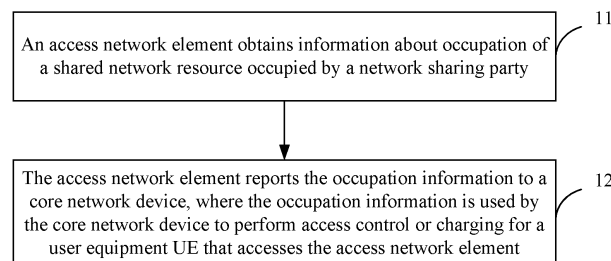 11
An access network element obtains information about occupation of
a shared network resource occupied by a network sharing party
12
The access network element reports the occupation information to a
core network device, where the occupation information is used by
the core network device to perform access control or charging for a
user equipment UE that accesses the access network element